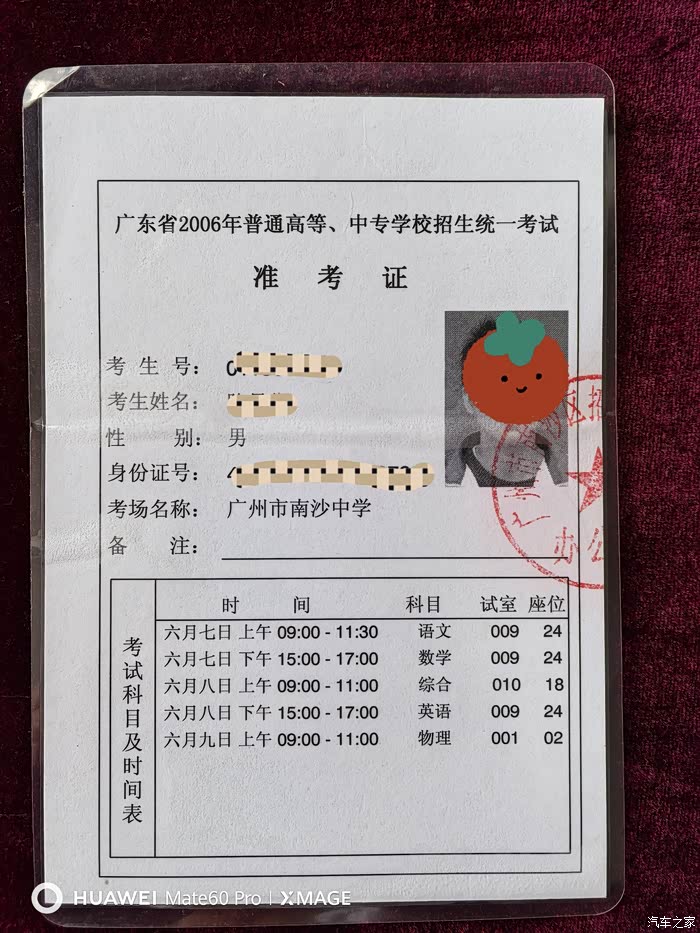 广东省2006年普通高等、中专学校招生统一考试
准 考 证
考 生 号：
考生姓名：
性 别： 男
身份证号：
考场名称： 广州市南沙中学
备 注：
考试科目及时间表
时 间 科目 试室 座位
六月七日 上午 09:00 - 11:30 语文 009 24
六月七日 下午 15:00 - 17:00 数学 009 24
六月八日 上午 09:00 - 11:00 综合 010 18
六月八日 下午 15:00 - 17:00 英语 009 24
六月九日 上午 09:00 - 11:00 物理 001 02
办公
HUAWEI Mate60 Pro | XMAGE
汽车之家